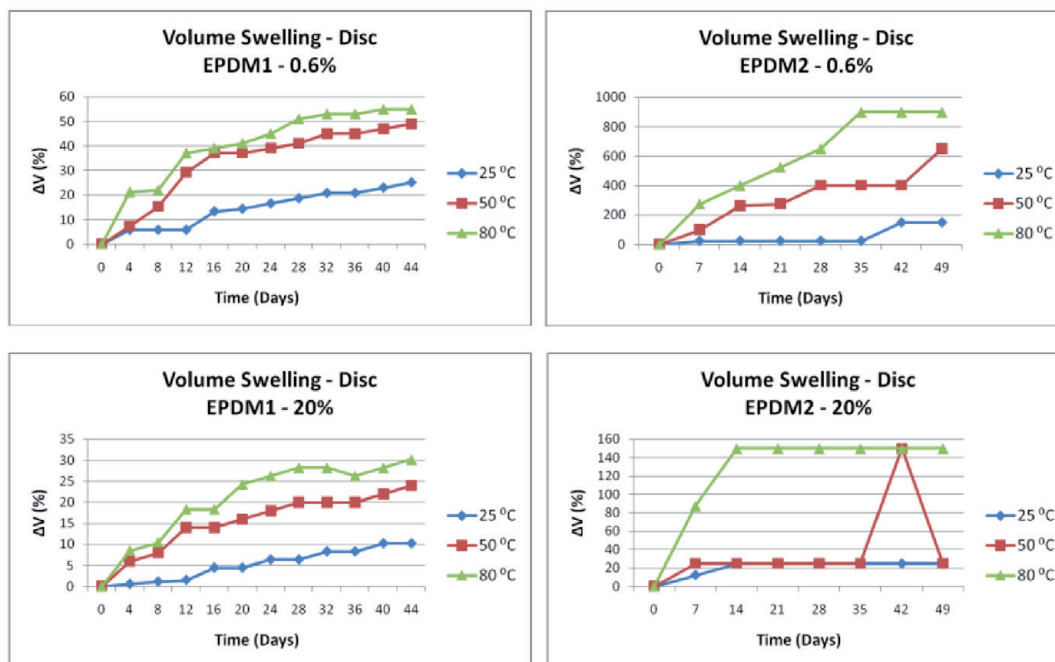 Volume Swelling - Disc
EPDM1 - 0.6%
60
50
40
30
20
10
0
ΔV (%)
0 4 8 12 16 20 24 28 32 36 40 44
Time (Days)
25 ⁰C
50 ⁰C
80 ⁰C
Volume Swelling - Disc
EPDM2 - 0.6%
1000
800
600
400
200
0
ΔV (%)
0 7 14 21 28 35 42 49
Time (Days)
25 ⁰C
50 ⁰C
80 ⁰C
Volume Swelling - Disc
EPDM1 - 20%
35
30
25
20
15
10
5
0
ΔV (%)
0 4 8 12 16 20 24 28 32 36 40 44
Time (Days)
25 ⁰C
50 ⁰C
80 ⁰C
Volume Swelling - Disc
EPDM2 - 20%
160
140
120
100
80
60
40
20
0
ΔV (%)
0 7 14 21 28 35 42 49
Time (Days)
25 ⁰C
50 ⁰C
80 ⁰C